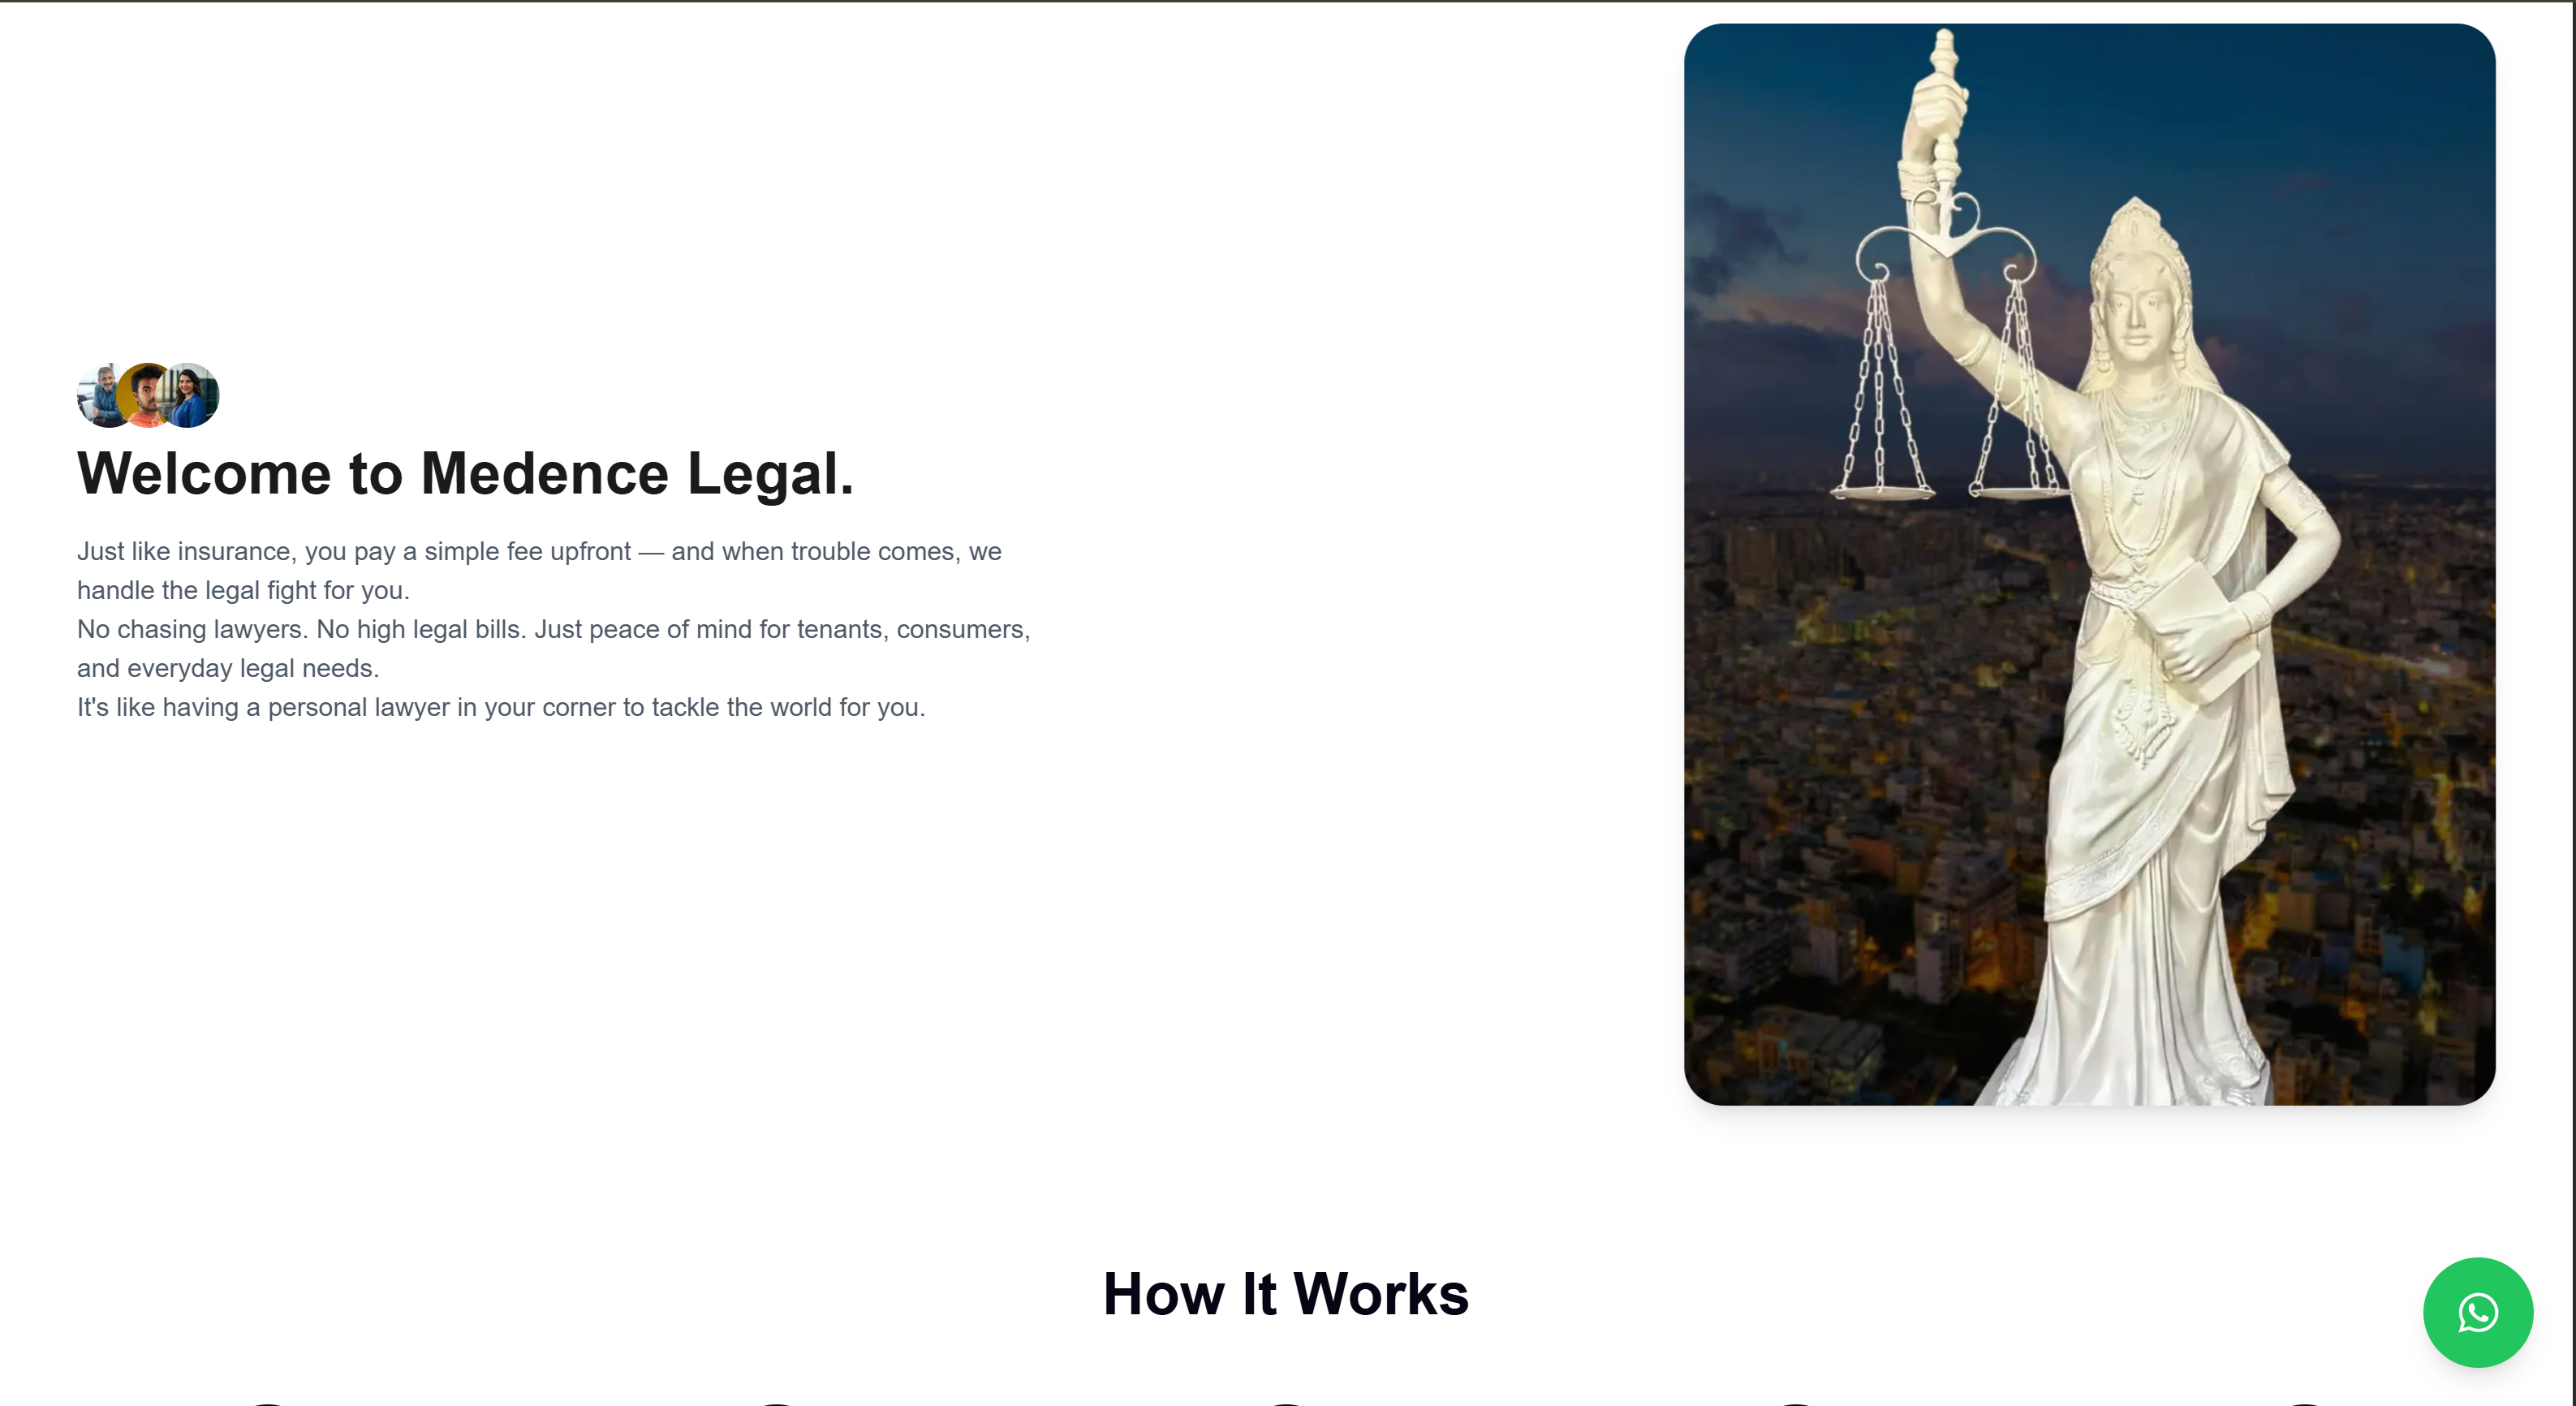 Welcome to Medence Legal.
Just like insurance, you pay a simple fee upfront — and when trouble comes, we
handle the legal fight for you.
No chasing lawyers. No high legal bills. Just peace of mind for tenants, consumers,
and everyday legal needs.
It's like having a personal lawyer in your corner to tackle the world for you.
How It Works